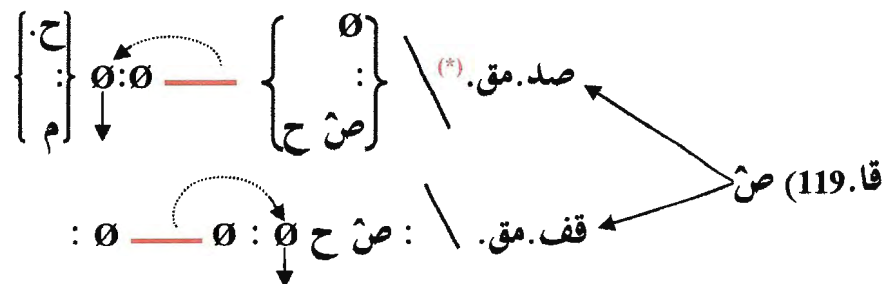 صد.مق.(*) \ { Ø : صٓ ح } ـــ Ø:Ø { ح. : م }
قا.119) صٓ
قف.مق. \ : صٓ ح Ø : Ø ـــ Ø :